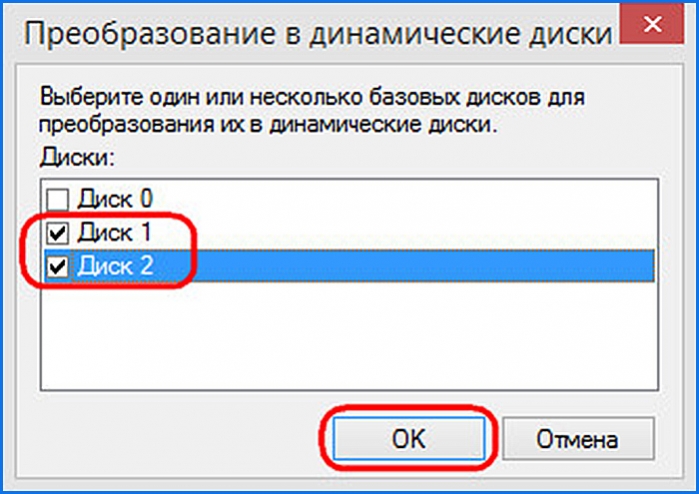 Преобразование в динамические диски
Выберите один или несколько базовых дисков для
преобразования их в динамические диски.
Диски:
Диск 0
Диск 1
Диск 2
ОК
Отмена